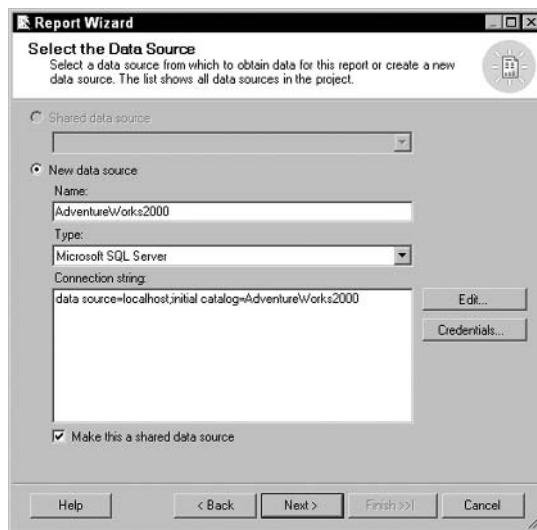 Report Wizard
Select the Data Source
Select a data source from which to obtain data for this report or create a new
data source. The list shows all data sources in the project.
Shared data source
New data source
Name:
AdventureWorks2000
Type:
Microsoft SQL Server
Connection string:
data source=localhost;initial catalog=AdventureWorks2000
Edit...
Credentials...
Make this a shared data source
Help
< Back
Next >
Finish >>|
Cancel